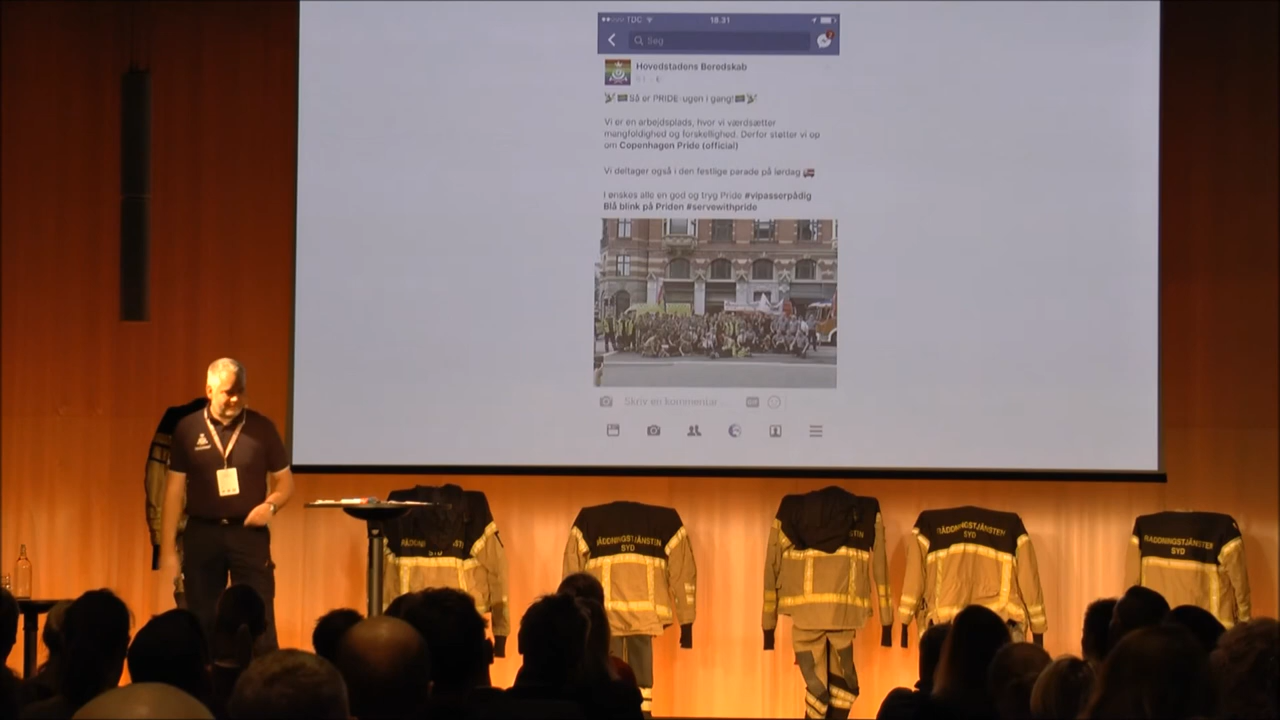 TDC 18.31
Søg
Hovedstadens Beredskab
Så er PRIDE-ugen i gang!
Vi er en arbejdsplads, hvor vi værdsætter
mangfoldighed og forskellighed. Derfor støtter vi op
om Copenhagen Pride (official)
Vi deltager også i den festlige parade på lørdag
I ønskes alle en god og tryg Pride #vipasserpådig
Blå blink på Priden #servewithpride
Skriv en kommentar ...
RÄDDNINGSTJÄNSTEN
SYD
RÄDDNINGSTJÄNSTEN
SYD
RÄDDNINGSTJÄNSTEN
SYD